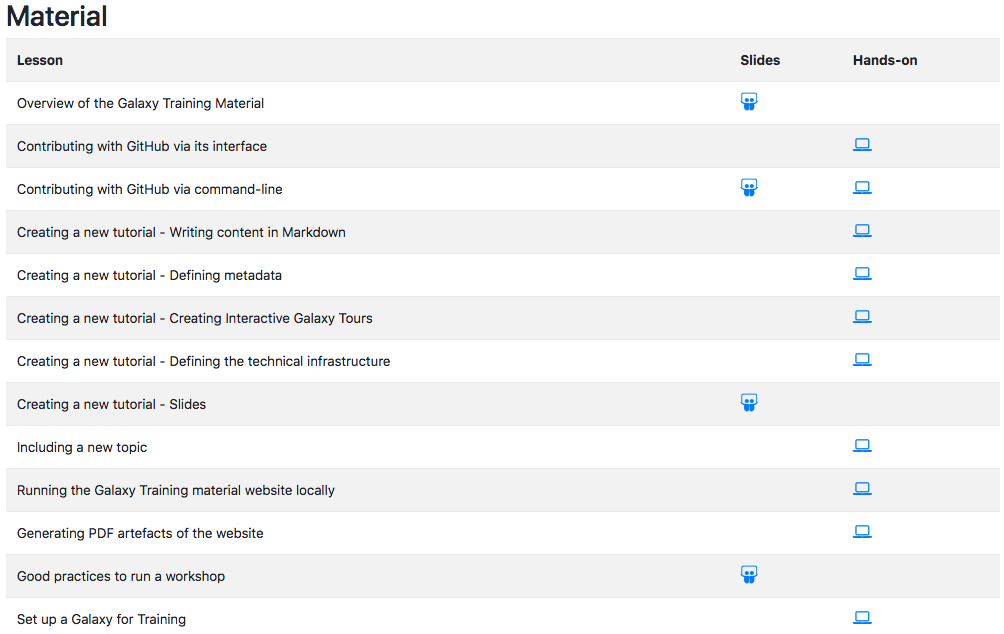 Material
Lesson Slides Hands-on
Overview of the Galaxy Training Material
Contributing with GitHub via its interface
Contributing with GitHub via command-line
Creating a new tutorial - Writing content in Markdown
Creating a new tutorial - Defining metadata
Creating a new tutorial - Creating Interactive Galaxy Tours
Creating a new tutorial - Defining the technical infrastructure
Creating a new tutorial - Slides
Including a new topic
Running the Galaxy Training material website locally
Generating PDF artefacts of the website
Good practices to run a workshop
Set up a Galaxy for Training